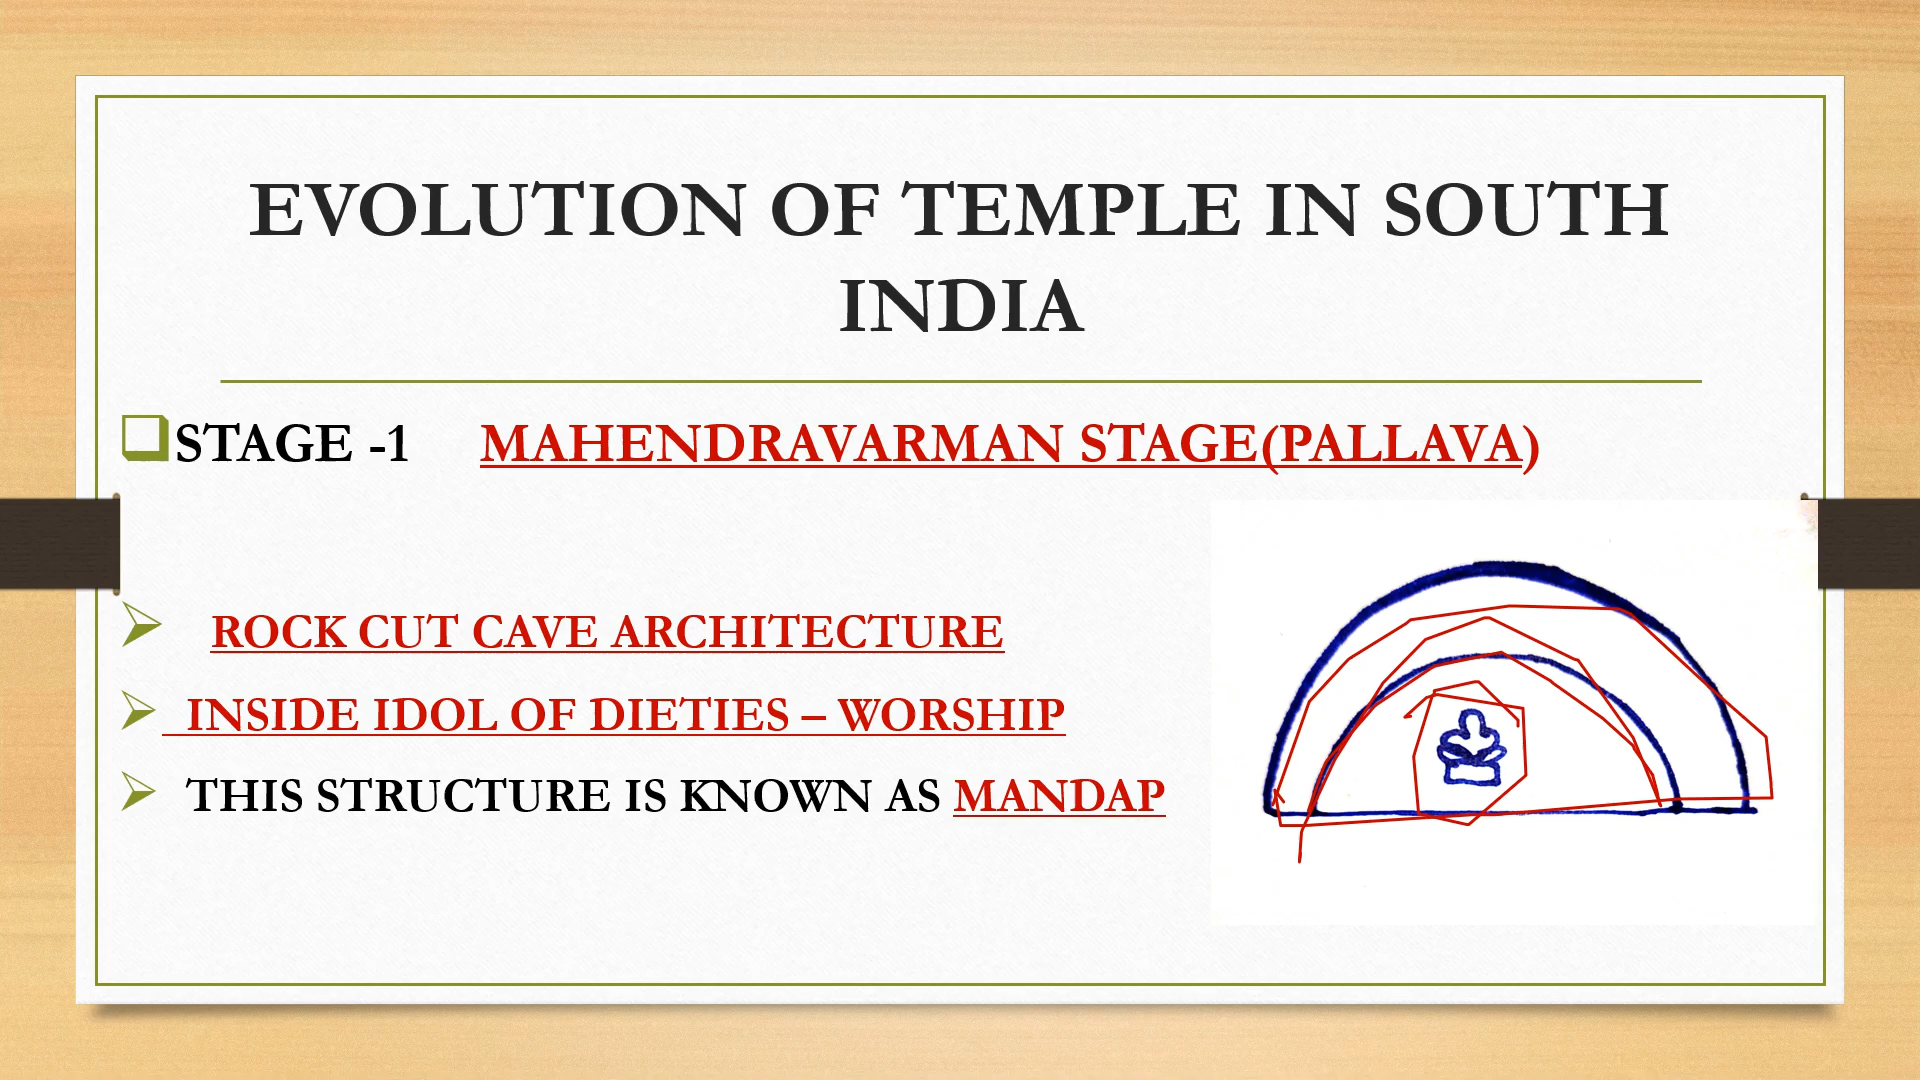 EVOLUTION OF TEMPLE IN SOUTH
INDIA
STAGE -1 MAHENDRAVARMAN STAGE(PALLAVA)
ROCK CUT CAVE ARCHITECTURE
INSIDE IDOL OF DIETIES – WORSHIP
THIS STRUCTURE IS KNOWN AS MANDAP